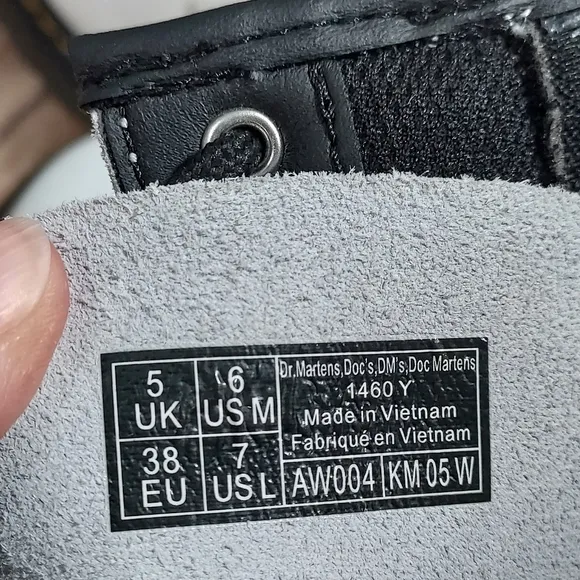 5
UK
6
US M
38
EU
7
US L
Dr.Martens,Doc's,DM's,Doc Martens
1460 Y
Made in Vietnam
Fabriqué en Vietnam
AW004
KM 05 W